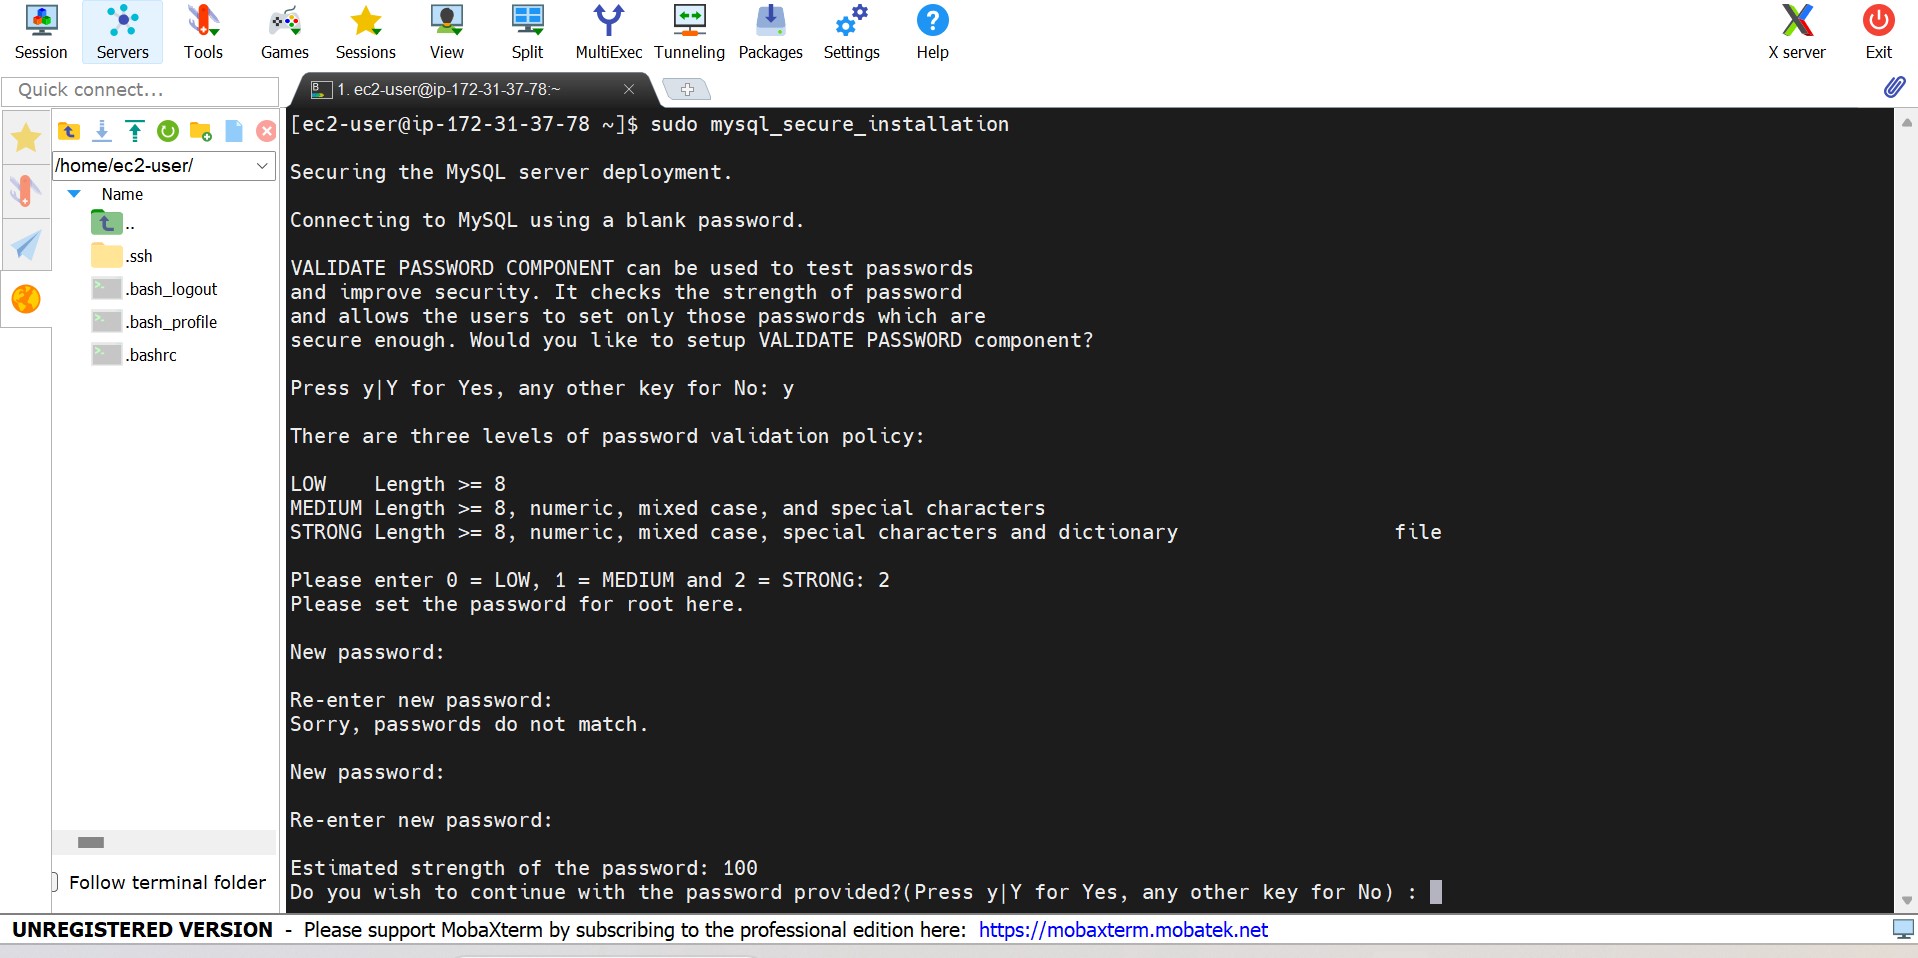 Session Servers Tools Games Sessions View Split MultiExec Tunneling Packages Settings Help X server Exit
Quick connect...
1. ec2-user@ip-172-31-37-78:~
/home/ec2-user/
Name
..
.ssh
.bash_logout
.bash_profile
.bashrc
Follow terminal folder
[ec2-user@ip-172-31-37-78 ~]$ sudo mysql_secure_installation
Securing the MySQL server deployment.
Connecting to MySQL using a blank password.
VALIDATE PASSWORD COMPONENT can be used to test passwords
and improve security. It checks the strength of password
and allows the users to set only those passwords which are
secure enough. Would you like to setup VALIDATE PASSWORD component?
Press y|Y for Yes, any other key for No: y
There are three levels of password validation policy:
LOW    Length >= 8
MEDIUM Length >= 8, numeric, mixed case, and special characters
STRONG Length >= 8, numeric, mixed case, special characters and dictionary                  file
Please enter 0 = LOW, 1 = MEDIUM and 2 = STRONG: 2
Please set the password for root here.
New password:
Re-enter new password:
Sorry, passwords do not match.
New password:
Re-enter new password:
Estimated strength of the password: 100
Do you wish to continue with the password provided?(Press y|Y for Yes, any other key for No) :
UNREGISTERED VERSION - Please support MobaXterm by subscribing to the professional edition here: https://mobaxterm.mobatek.net